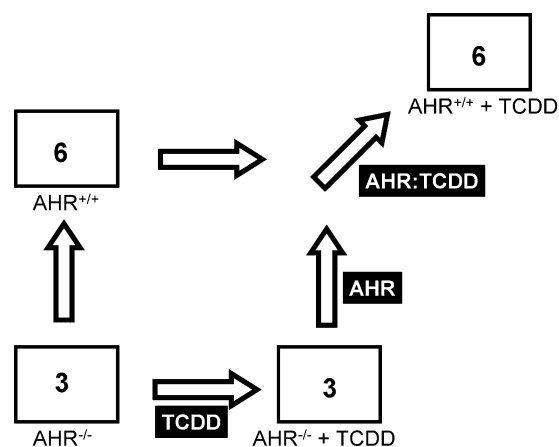 6
AHR+/+ + TCDD
6
AHR+/+
AHR:TCDD
AHR
3
AHR-/-
TCDD
3
AHR-/- + TCDD